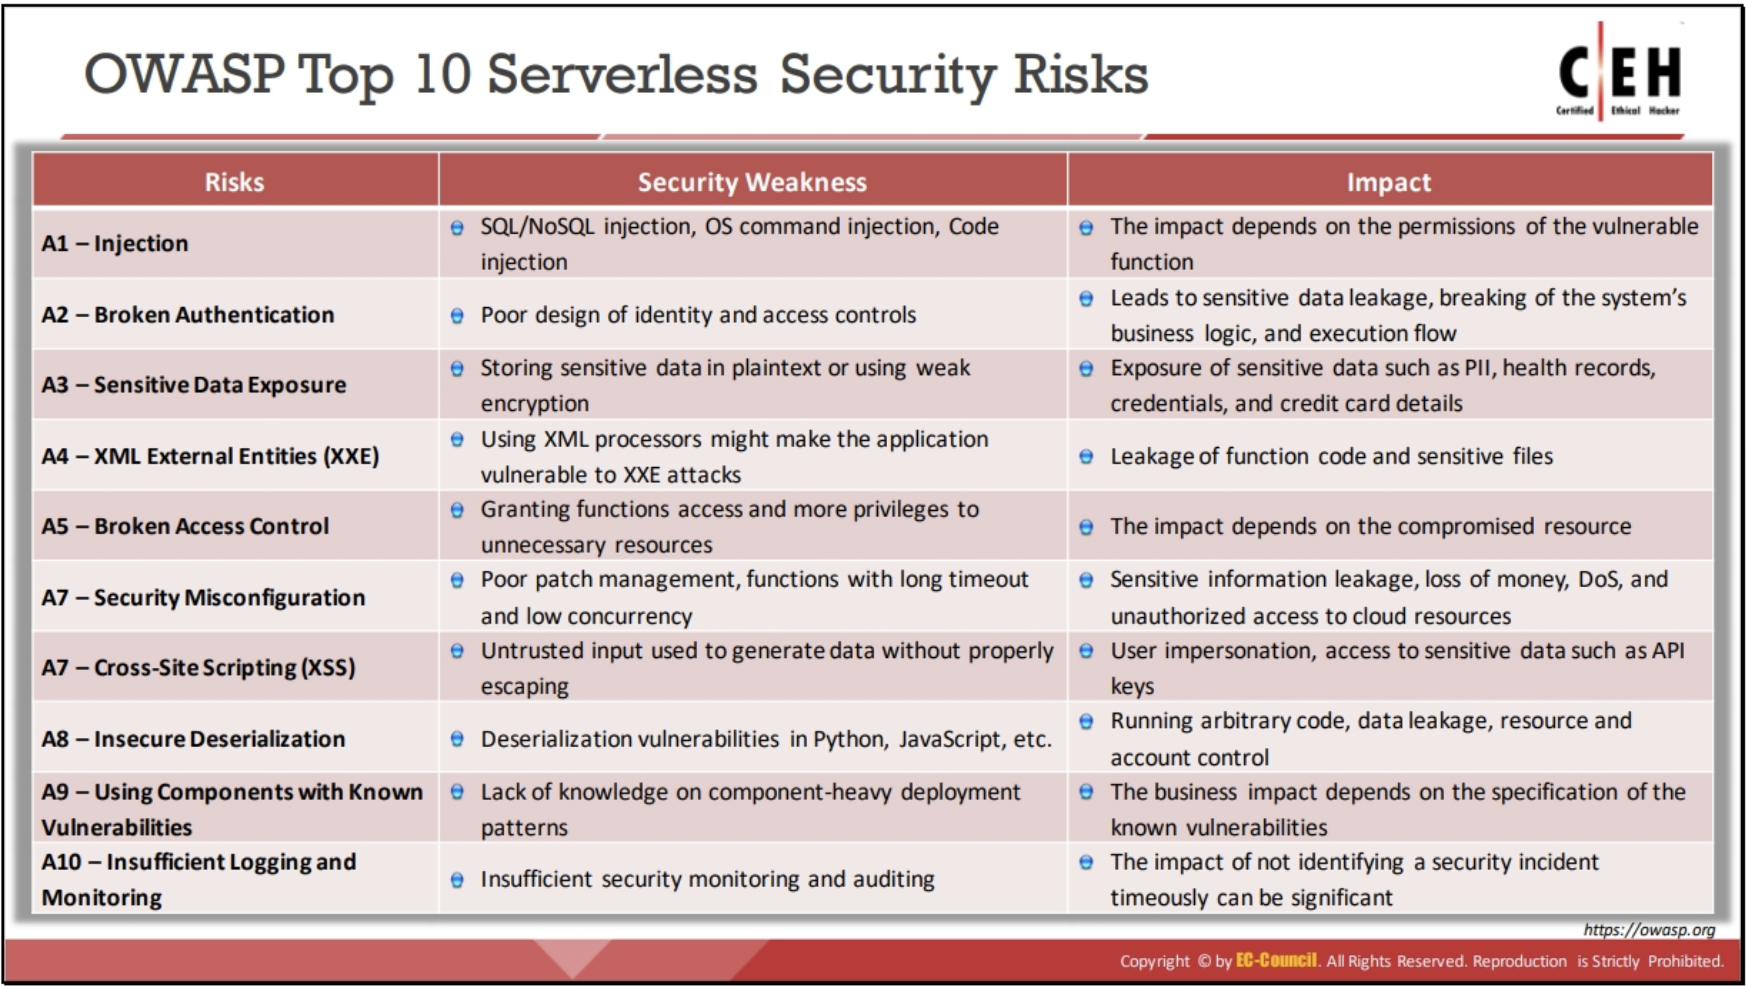 OWASP Top 10 Serverless Security Risks
C EH
Certified Ethical Hacker
Risks
Security Weakness
Impact
A1 – Injection
SQL/NoSQL injection, OS command injection, Code
injection
The impact depends on the permissions of the vulnerable
function
A2 – Broken Authentication
Poor design of identity and access controls
Leads to sensitive data leakage, breaking of the system's
business logic, and execution flow
A3 – Sensitive Data Exposure
Storing sensitive data in plaintext or using weak
encryption
Exposure of sensitive data such as PII, health records,
credentials, and credit card details
A4 – XML External Entities (XXE)
Using XML processors might make the application
vulnerable to XXE attacks
Leakage of function code and sensitive files
A5 – Broken Access Control
Granting functions access and more privileges to
unnecessary resources
The impact depends on the compromised resource
A7 – Security Misconfiguration
Poor patch management, functions with long timeout
and low concurrency
Sensitive information leakage, loss of money, DoS, and
unauthorized access to cloud resources
A7 – Cross-Site Scripting (XSS)
Untrusted input used to generate data without properly
escaping
User impersonation, access to sensitive data such as API
keys
A8 – Insecure Deserialization
Deserialization vulnerabilities in Python, JavaScript, etc.
Running arbitrary code, data leakage, resource and
account control
A9 – Using Components with Known
Vulnerabilities
Lack of knowledge on component-heavy deployment
patterns
The business impact depends on the specification of the
known vulnerabilities
A10 – Insufficient Logging and
Monitoring
Insufficient security monitoring and auditing
The impact of not identifying a security incident
timeously can be significant
https://owasp.org
Copyright © by EC-Council. All Rights Reserved. Reproduction is Strictly Prohibited.